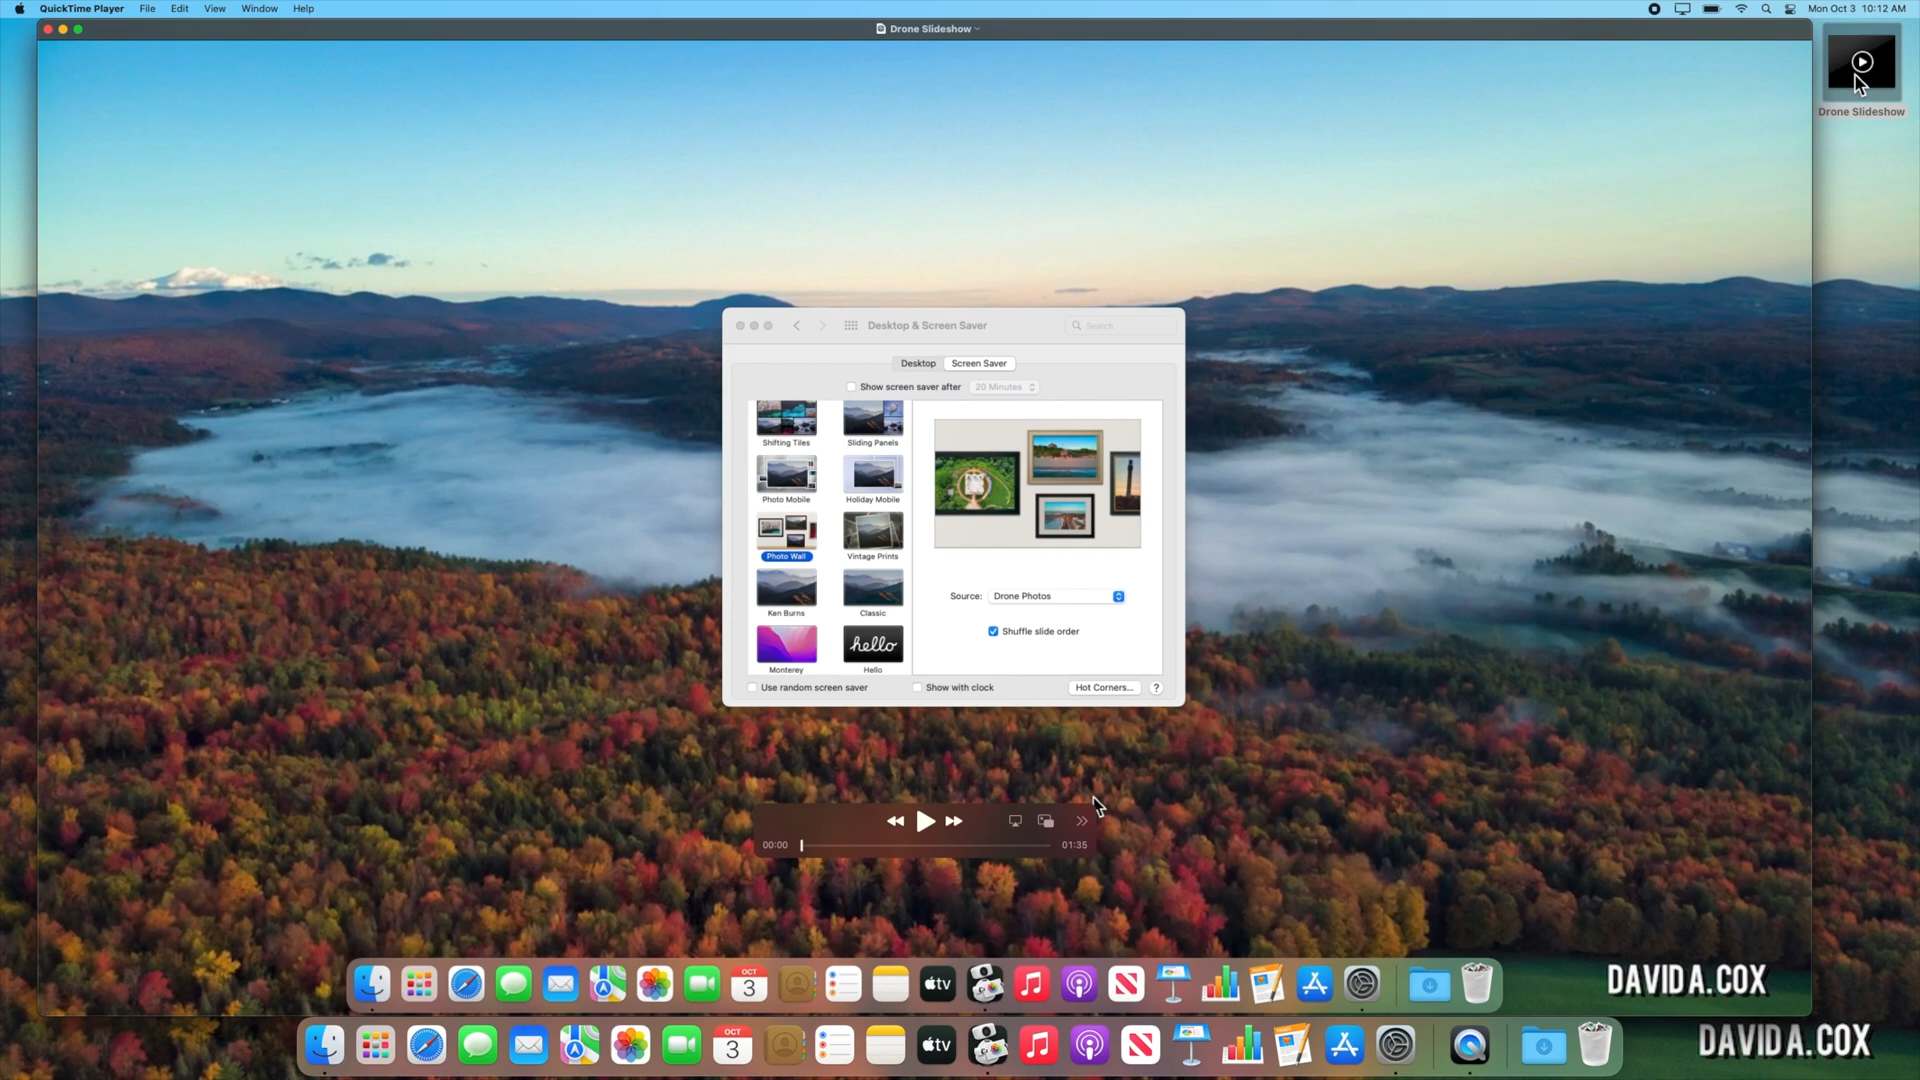 QuickTime Player File Edit View Window Help
Mon Oct 3 10:12 AM
Drone Slideshow
Drone Slideshow
Desktop & Screen Saver
Search
Desktop Screen Saver
Show screen saver after 20 Minutes
Shifting Tiles Sliding Panels
Photo Mobile Holiday Mobile
Photo Wall Vintage Prints
Ken Burns Classic
hello
Monterey Hello
Source: Drone Photos
Shuffle slide order
Use random screen saver
Show with clock
Hot Corners... ?
00:00 01:35
OCT
3
tv
DAVIDA.COX
OCT
3
tv
DAVIDA.COX